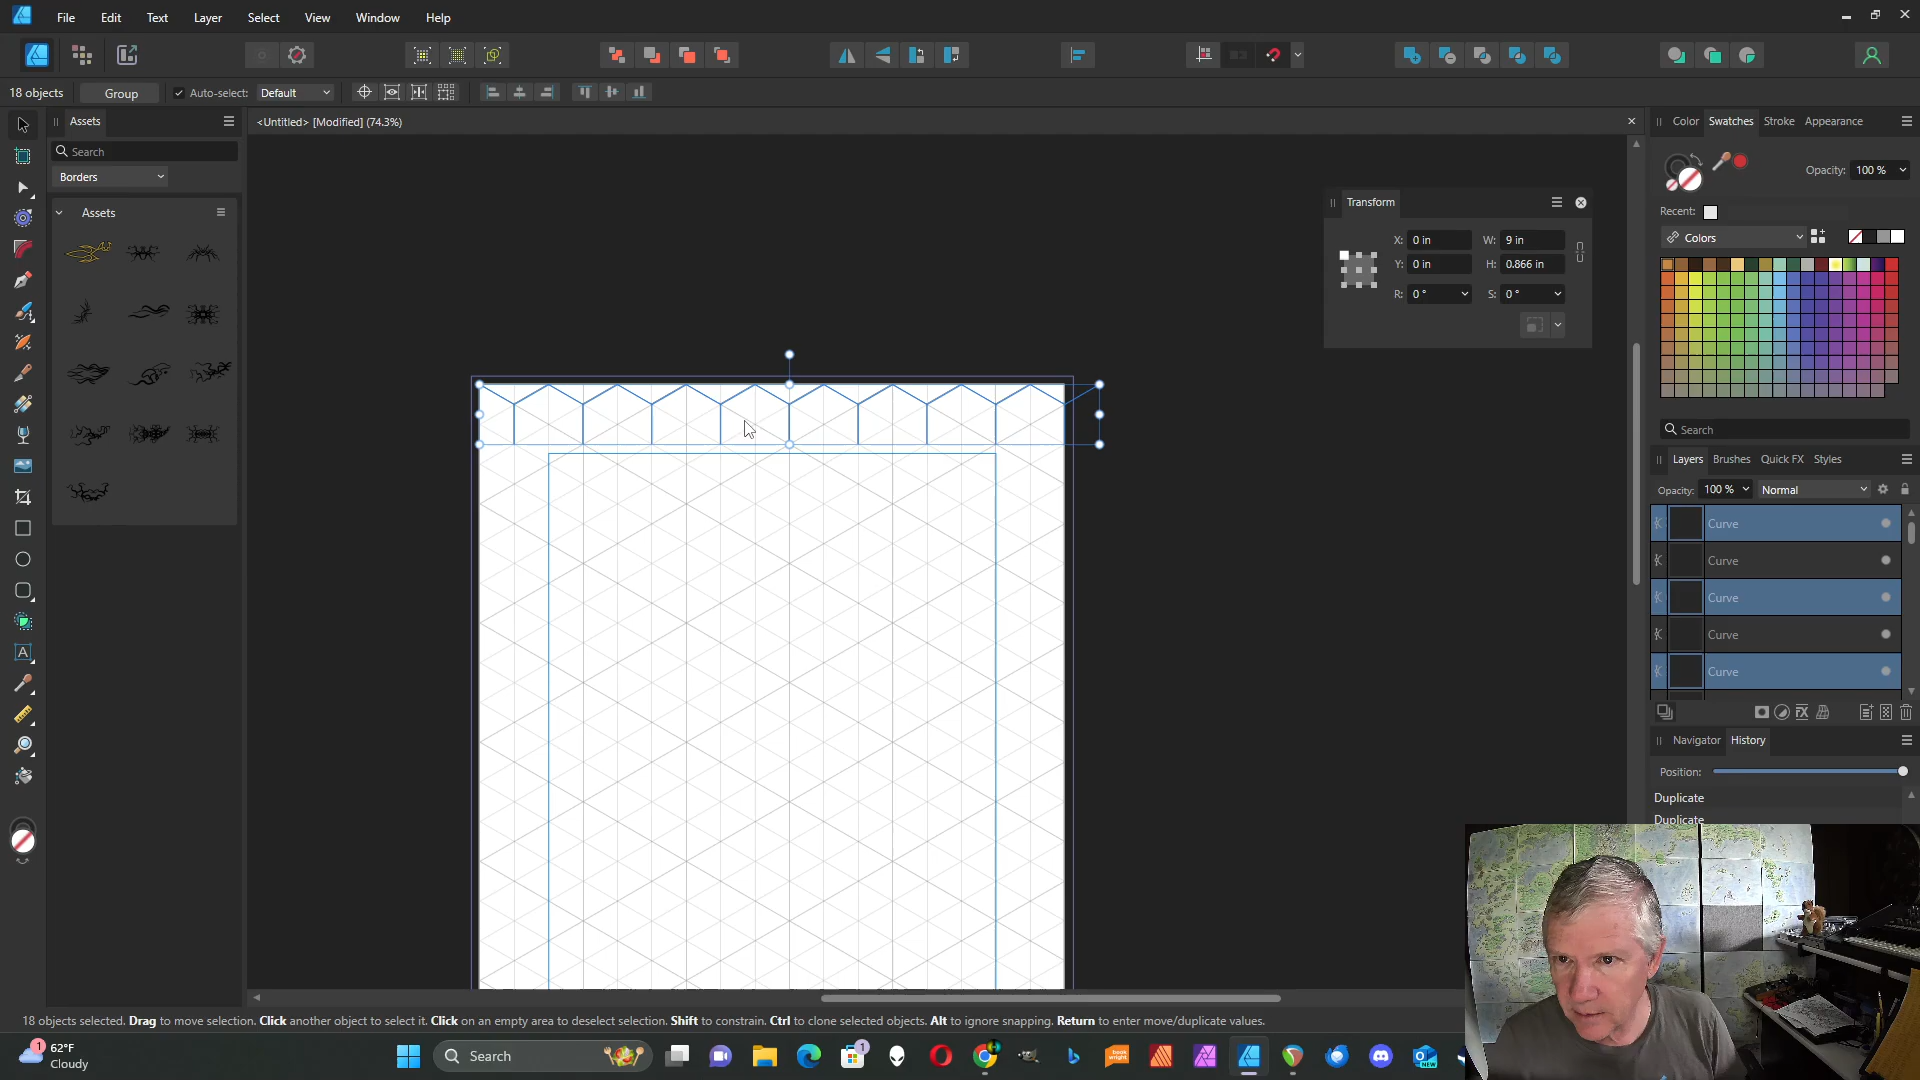 File Edit Text Layer Select View Window Help
18 objects Group Auto-select: Default
Assets <Untitled> [Modified] (74.3%) Color Swatches Stroke Appearance
Search
Borders
Opacity: 100 %
Transform
Assets
Recent:
Colors
X: 0 in W: 9 in
Y: 0 in H: 0.866 in
R: 0 ° S: 0 °
Search
Layers Brushes Quick FX Styles
Opacity: 100 % Normal
Curve
Curve
Curve
Curve
Curve
Navigator History
Position:
Duplicate
Duplicate
18 objects selected. Drag to move selection. Click another object to select it. Click on an empty area to deselect selection. Shift to constrain. Ctrl to clone selected objects. Alt to ignore snapping. Return to enter move/duplicate values.
1
62°F
Cloudy
Search
1
book
wright
NEW
A